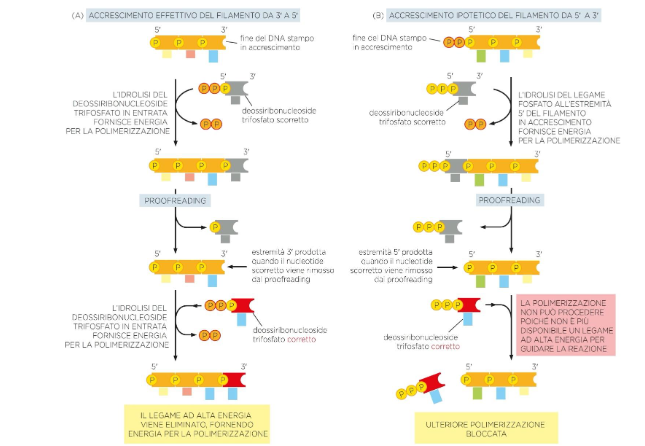 (A) ACCRESCIMENTO EFFETTIVO DEL FILAMENTO DA 3' A 5'
5' 3'
P P P P
fine del DNA stampo
in accrescimento
L'IDROLISI DEL
DEOSSIRIBONUCLEOSIDE
TRIFOSFATO IN ENTRATA
FORNISCE ENERGIA
PER LA POLIMERIZZAZIONE
5' 3'
P P P
deossiribonucleoside
trifosfato scorretto
P P
5' 3'
P P P P
PROOFREADING
P
5' 3'
P P P
estremità 3' prodotta
quando il nucleotide
scorretto viene rimosso
dal proofreading
L'IDROLISI DEL
DEOSSIRIBONUCLEOSIDE
TRIFOSFATO IN ENTRATA
FORNISCE ENERGIA
PER LA POLIMERIZZAZIONE
P P P
P P
deossiribonucleoside
trifosfato corretto
5' 3'
P P P P
IL LEGAME AD ALTA ENERGIA
VIENE ELIMINATO, FORNENDO
ENERGIA PER LA POLIMERIZZAZIONE
(B) ACCRESCIMENTO IPOTETICO DEL FILAMENTO DA 5' A 3'
fine del DNA stampo
in accrescimento
5' 3'
P P P P P
5' 3'
P P P
deossiribonucleoside
trifosfato scorretto
P P
L'IDROLISI DEL LEGAME
FOSFATO ALL'ESTREMITÀ
5' DEL FILAMENTO
IN ACCRESCIMENTO
FORNISCE ENERGIA
PER LA POLIMERIZZAZIONE
5' 3'
P P P P P P
PROOFREADING
P P P
estremità 5' prodotta
quando il nucleotide
scorretto viene rimosso
dal proofreading
5' 3'
P P P
P P P
deossiribonucleoside
trifosfato corretto
LA POLIMERIZZAZIONE
NON PUÒ PROCEDERE
POICHÉ NON È PIÙ
DISPONIBILE UN LEGAME
AD ALTA ENERGIA PER
GUIDARE LA REAZIONE
P P P
5' 3'
P P P
ULTERIORE POLIMERIZZAZIONE
BLOCCATA